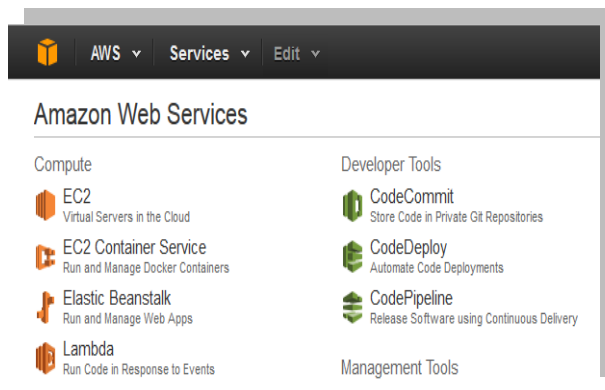 AWS Services Edit
Amazon Web Services
Compute
EC2
Virtual Servers in the Cloud
EC2 Container Service
Run and Manage Docker Containers
Elastic Beanstalk
Run and Manage Web Apps
Lambda
Run Code in Response to Events
Developer Tools
CodeCommit
Store Code in Private Git Repositories
CodeDeploy
Automate Code Deployments
CodePipeline
Release Software using Continuous Delivery
Management Tools